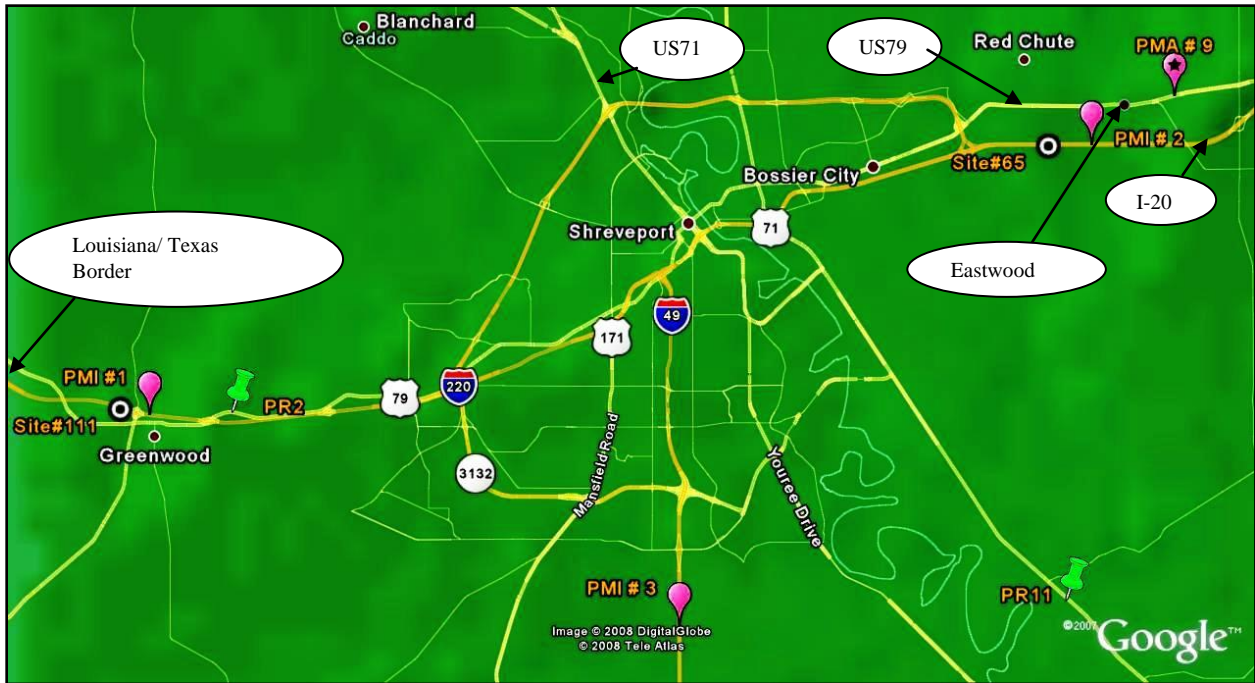 Blanchard
Caddo
US71
US79
Red Chute
PMA # 9
PMI # 2
Site#65
Bossier City
I-20
Shreveport
71
Louisiana/ Texas
Border
Eastwood
49
171
PMI #1
220
79
PR2
Site#111
Greenwood
3132
Mansfield Road
Youree Drive
PMI # 3
PR11
Image © 2008 DigitalGlobe
© 2008 Tele Atlas
©2007 Google™